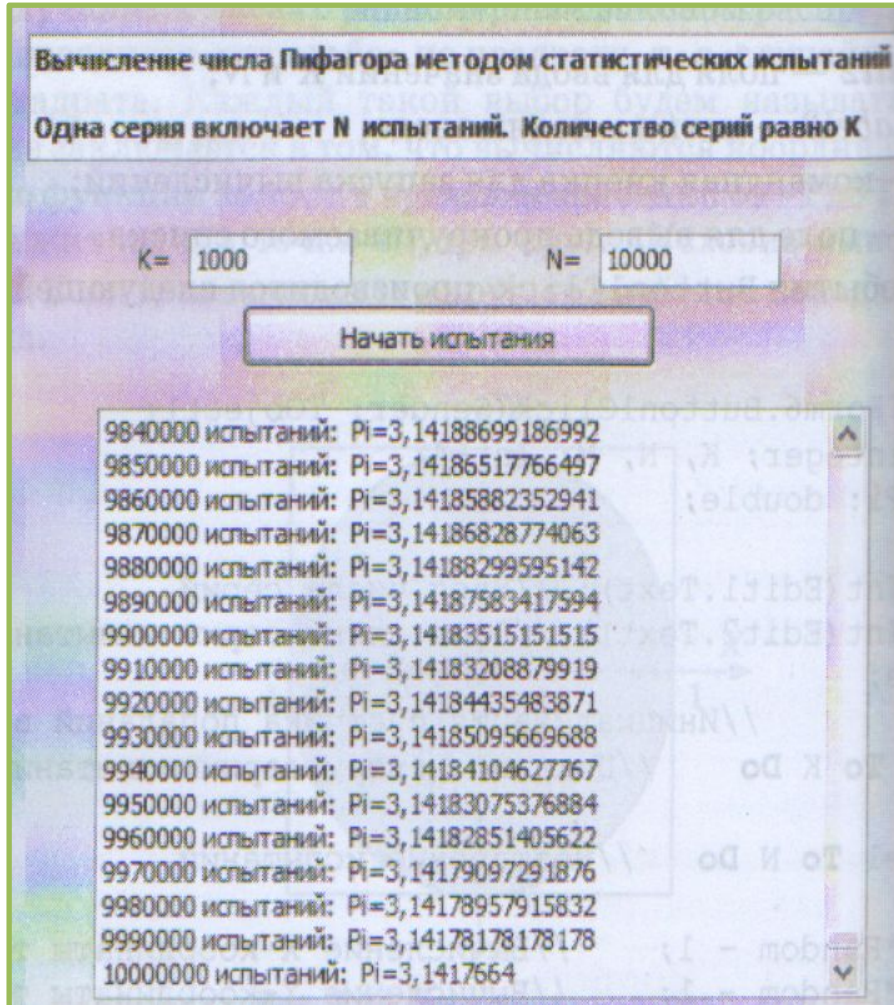 Вычисление числа Пифагора методом статистических испытаний
Одна серия включает N испытаний. Количество серий равно K
K= 1000 N= 10000
Начать испытания
9840000 испытаний: Pi=3,14188699186992
9850000 испытаний: Pi=3,14186517766497
9860000 испытаний: Pi=3,14185882352941
9870000 испытаний: Pi=3,14186828774063
9880000 испытаний: Pi=3,14188299595142
9890000 испытаний: Pi=3,14187583417594
9900000 испытаний: Pi=3,14183515151515
9910000 испытаний: Pi=3,14183208879919
9920000 испытаний: Pi=3,14184435483871
9930000 испытаний: Pi=3,14185095669688
9940000 испытаний: Pi=3,14184104627767
9950000 испытаний: Pi=3,14183075376884
9960000 испытаний: Pi=3,14182851405622
9970000 испытаний: Pi=3,14179097291876
9980000 испытаний: Pi=3,14178957915832
9990000 испытаний: Pi=3,14178178178178
10000000 испытаний: Pi=3,1417664